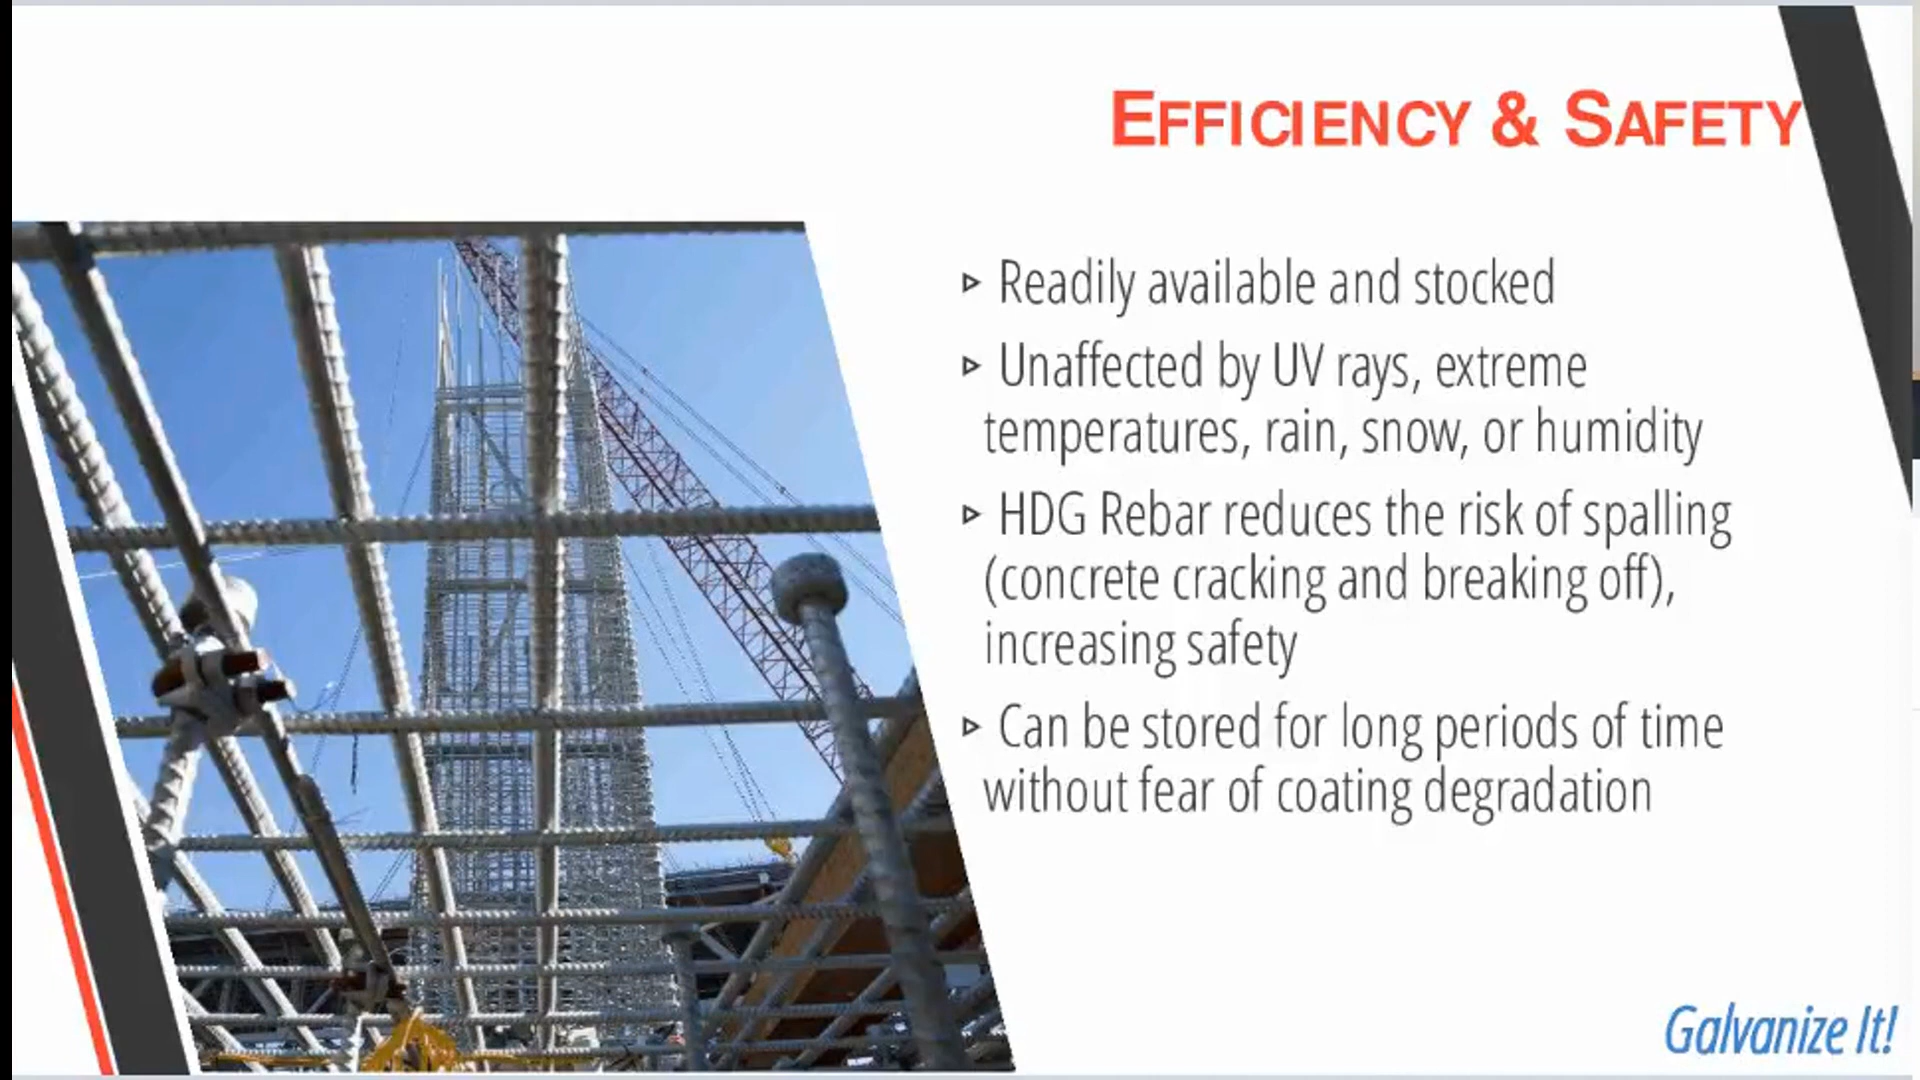 EFFICIENCY & SAFETY
▹ Readily available and stocked
▹ Unaffected by UV rays, extreme
temperatures, rain, snow, or humidity
▹ HDG Rebar reduces the risk of spalling
(concrete cracking and breaking off),
increasing safety
▹ Can be stored for long periods of time
without fear of coating degradation
Galvanize It!